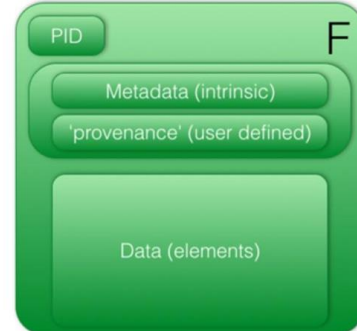 PID
F
Metadata (intrinsic)
'provenance' (user defined)
Data (elements)